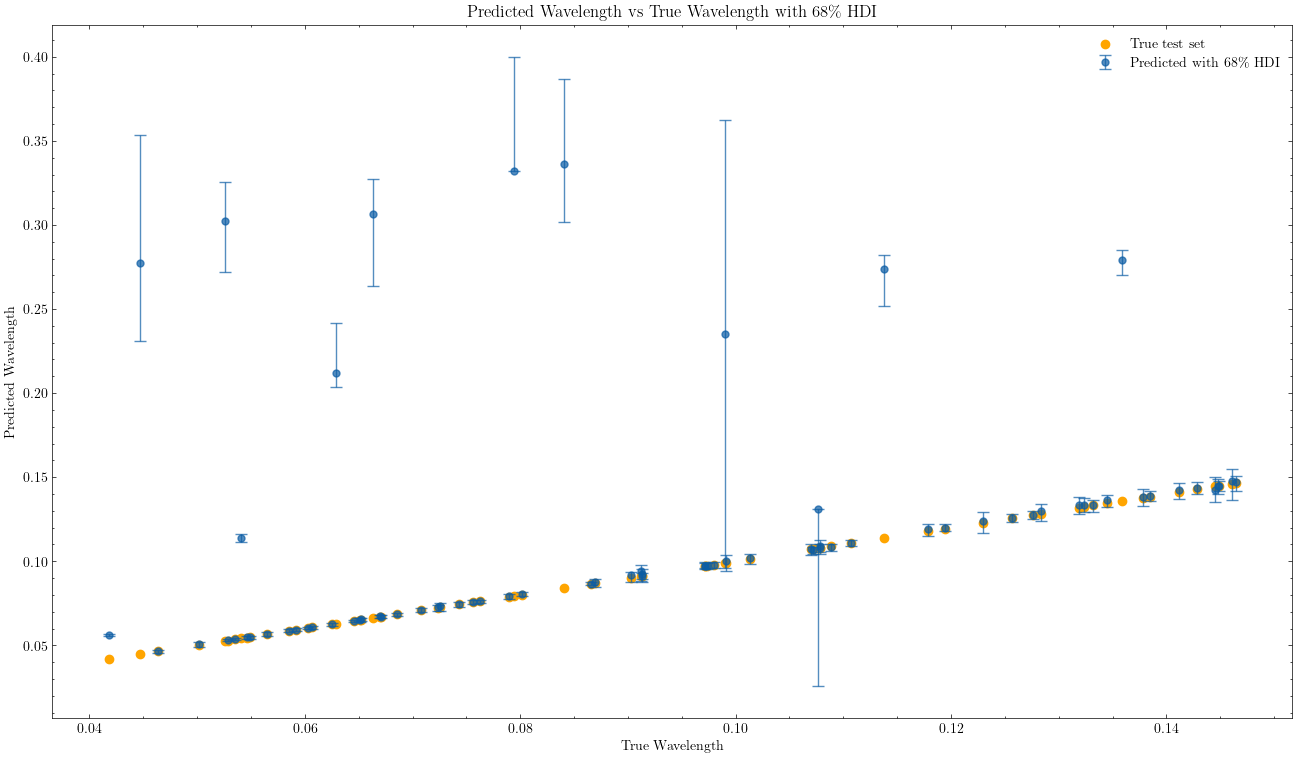 Predicted Wavelength vs True Wavelength with 68% HDI
True test set
Predicted with 68% HDI
Predicted Wavelength
0.40
0.35
0.30
0.25
0.20
0.15
0.10
0.05
0.04
0.06
0.08
0.10
0.12
0.14
True Wavelength